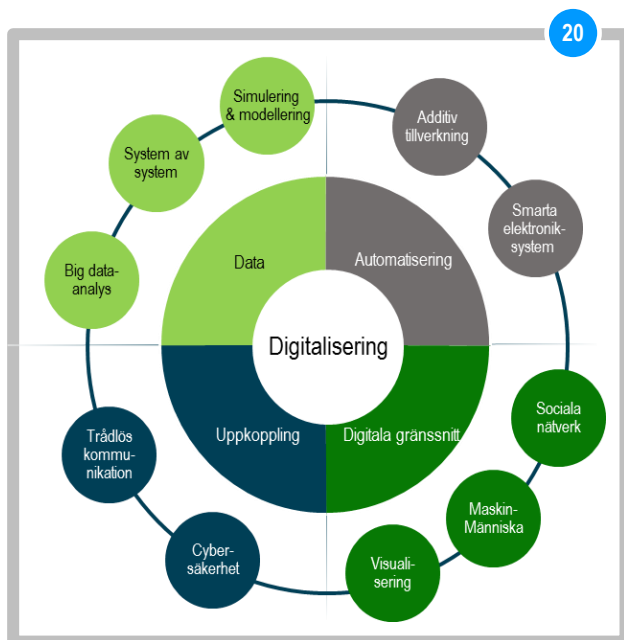 20
Simulering
& modellering
Additiv
tillverkning
System av
system
Smarta
elektronik-
system
Big data-
analys
Data
Automatisering
Digitalisering
Uppkoppling
Digitala gränssnitt
Sociala
nätverk
Trådlös
kommu-
nikation
Maskin-
Människa
Cyber-
säkerhet
Visuali-
sering